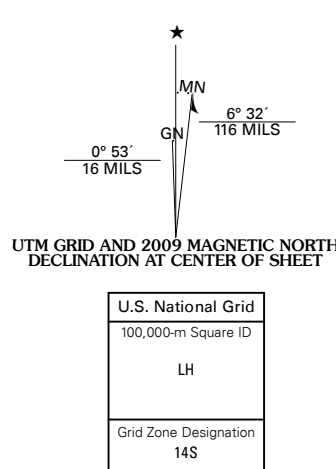 ★
MN
GN
6° 32´
116 MILS
0° 53´
16 MILS
UTM GRID AND 2009 MAGNETIC NORTH
DECLINATION AT CENTER OF SHEET
U.S. National Grid
100,000-m Square ID
LH
Grid Zone Designation
14S